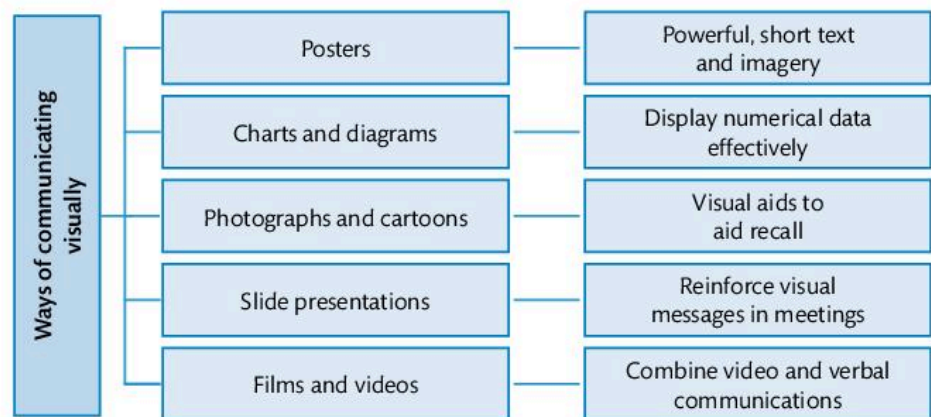 Ways of communicating
visually
Posters
Powerful, short text
and imagery
Charts and diagrams
Display numerical data
effectively
Photographs and cartoons
Visual aids to
aid recall
Slide presentations
Reinforce visual
messages in meetings
Films and videos
Combine video and verbal
communications